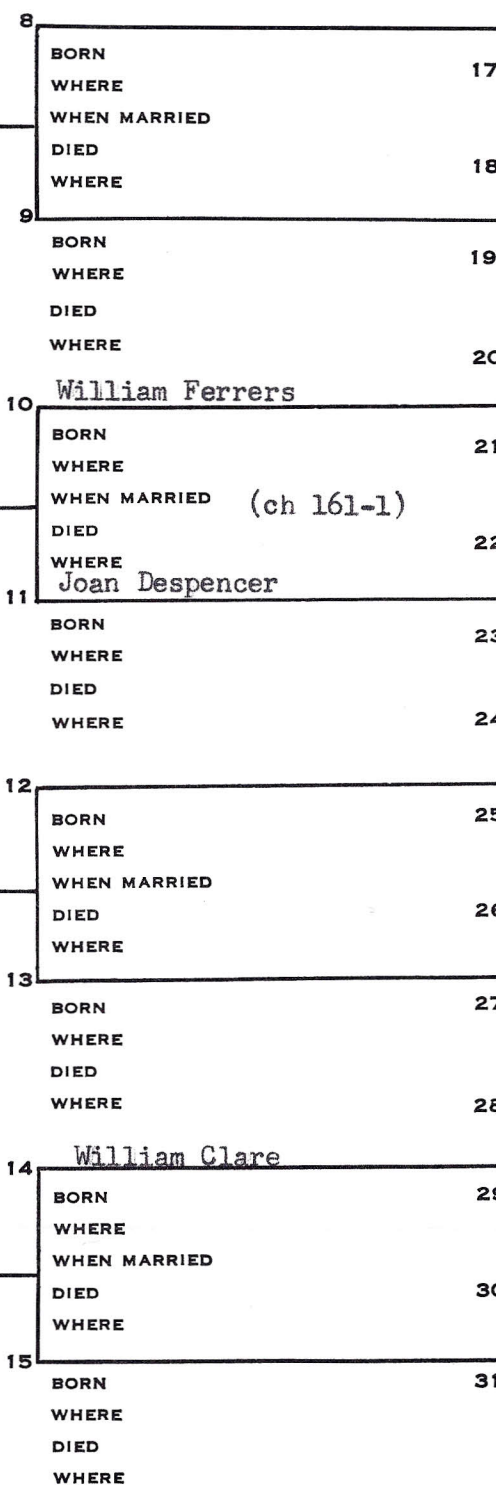 8
BORN
17
WHERE
WHEN MARRIED
DIED
18
WHERE
9
BORN
19
WHERE
DIED
WHERE
20
William Ferrers
10
BORN
21
WHERE
WHEN MARRIED (ch 161-1)
DIED
22
WHERE
Joan Despencer
11
BORN
23
WHERE
DIED
WHERE
24
12
BORN
25
WHERE
WHEN MARRIED
DIED
26
WHERE
13
BORN
27
WHERE
DIED
WHERE
28
William Clare
14
BORN
29
WHERE
WHEN MARRIED
DIED
30
WHERE
15
BORN
31
WHERE
DIED
WHERE